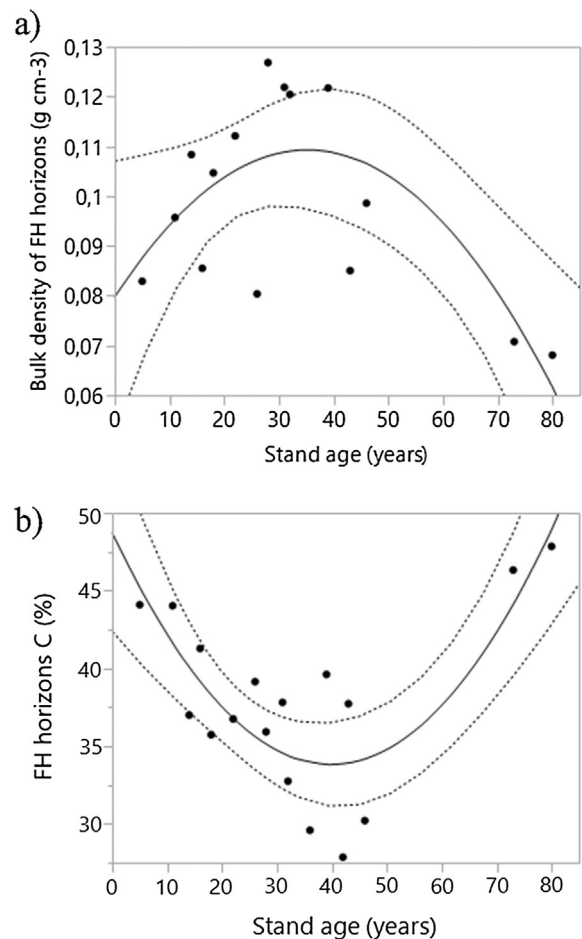 a)
Bulk density of FH horizons (g cm-3)
0,13
0,12
0,11
0,1
0,09
0,08
0,07
0,06
0 10 20 30 40 50 60 70 80
Stand age (years)
b)
FH horizons C (%)
50
45
40
35
30
0 10 20 30 40 50 60 70 80
Stand age (years)